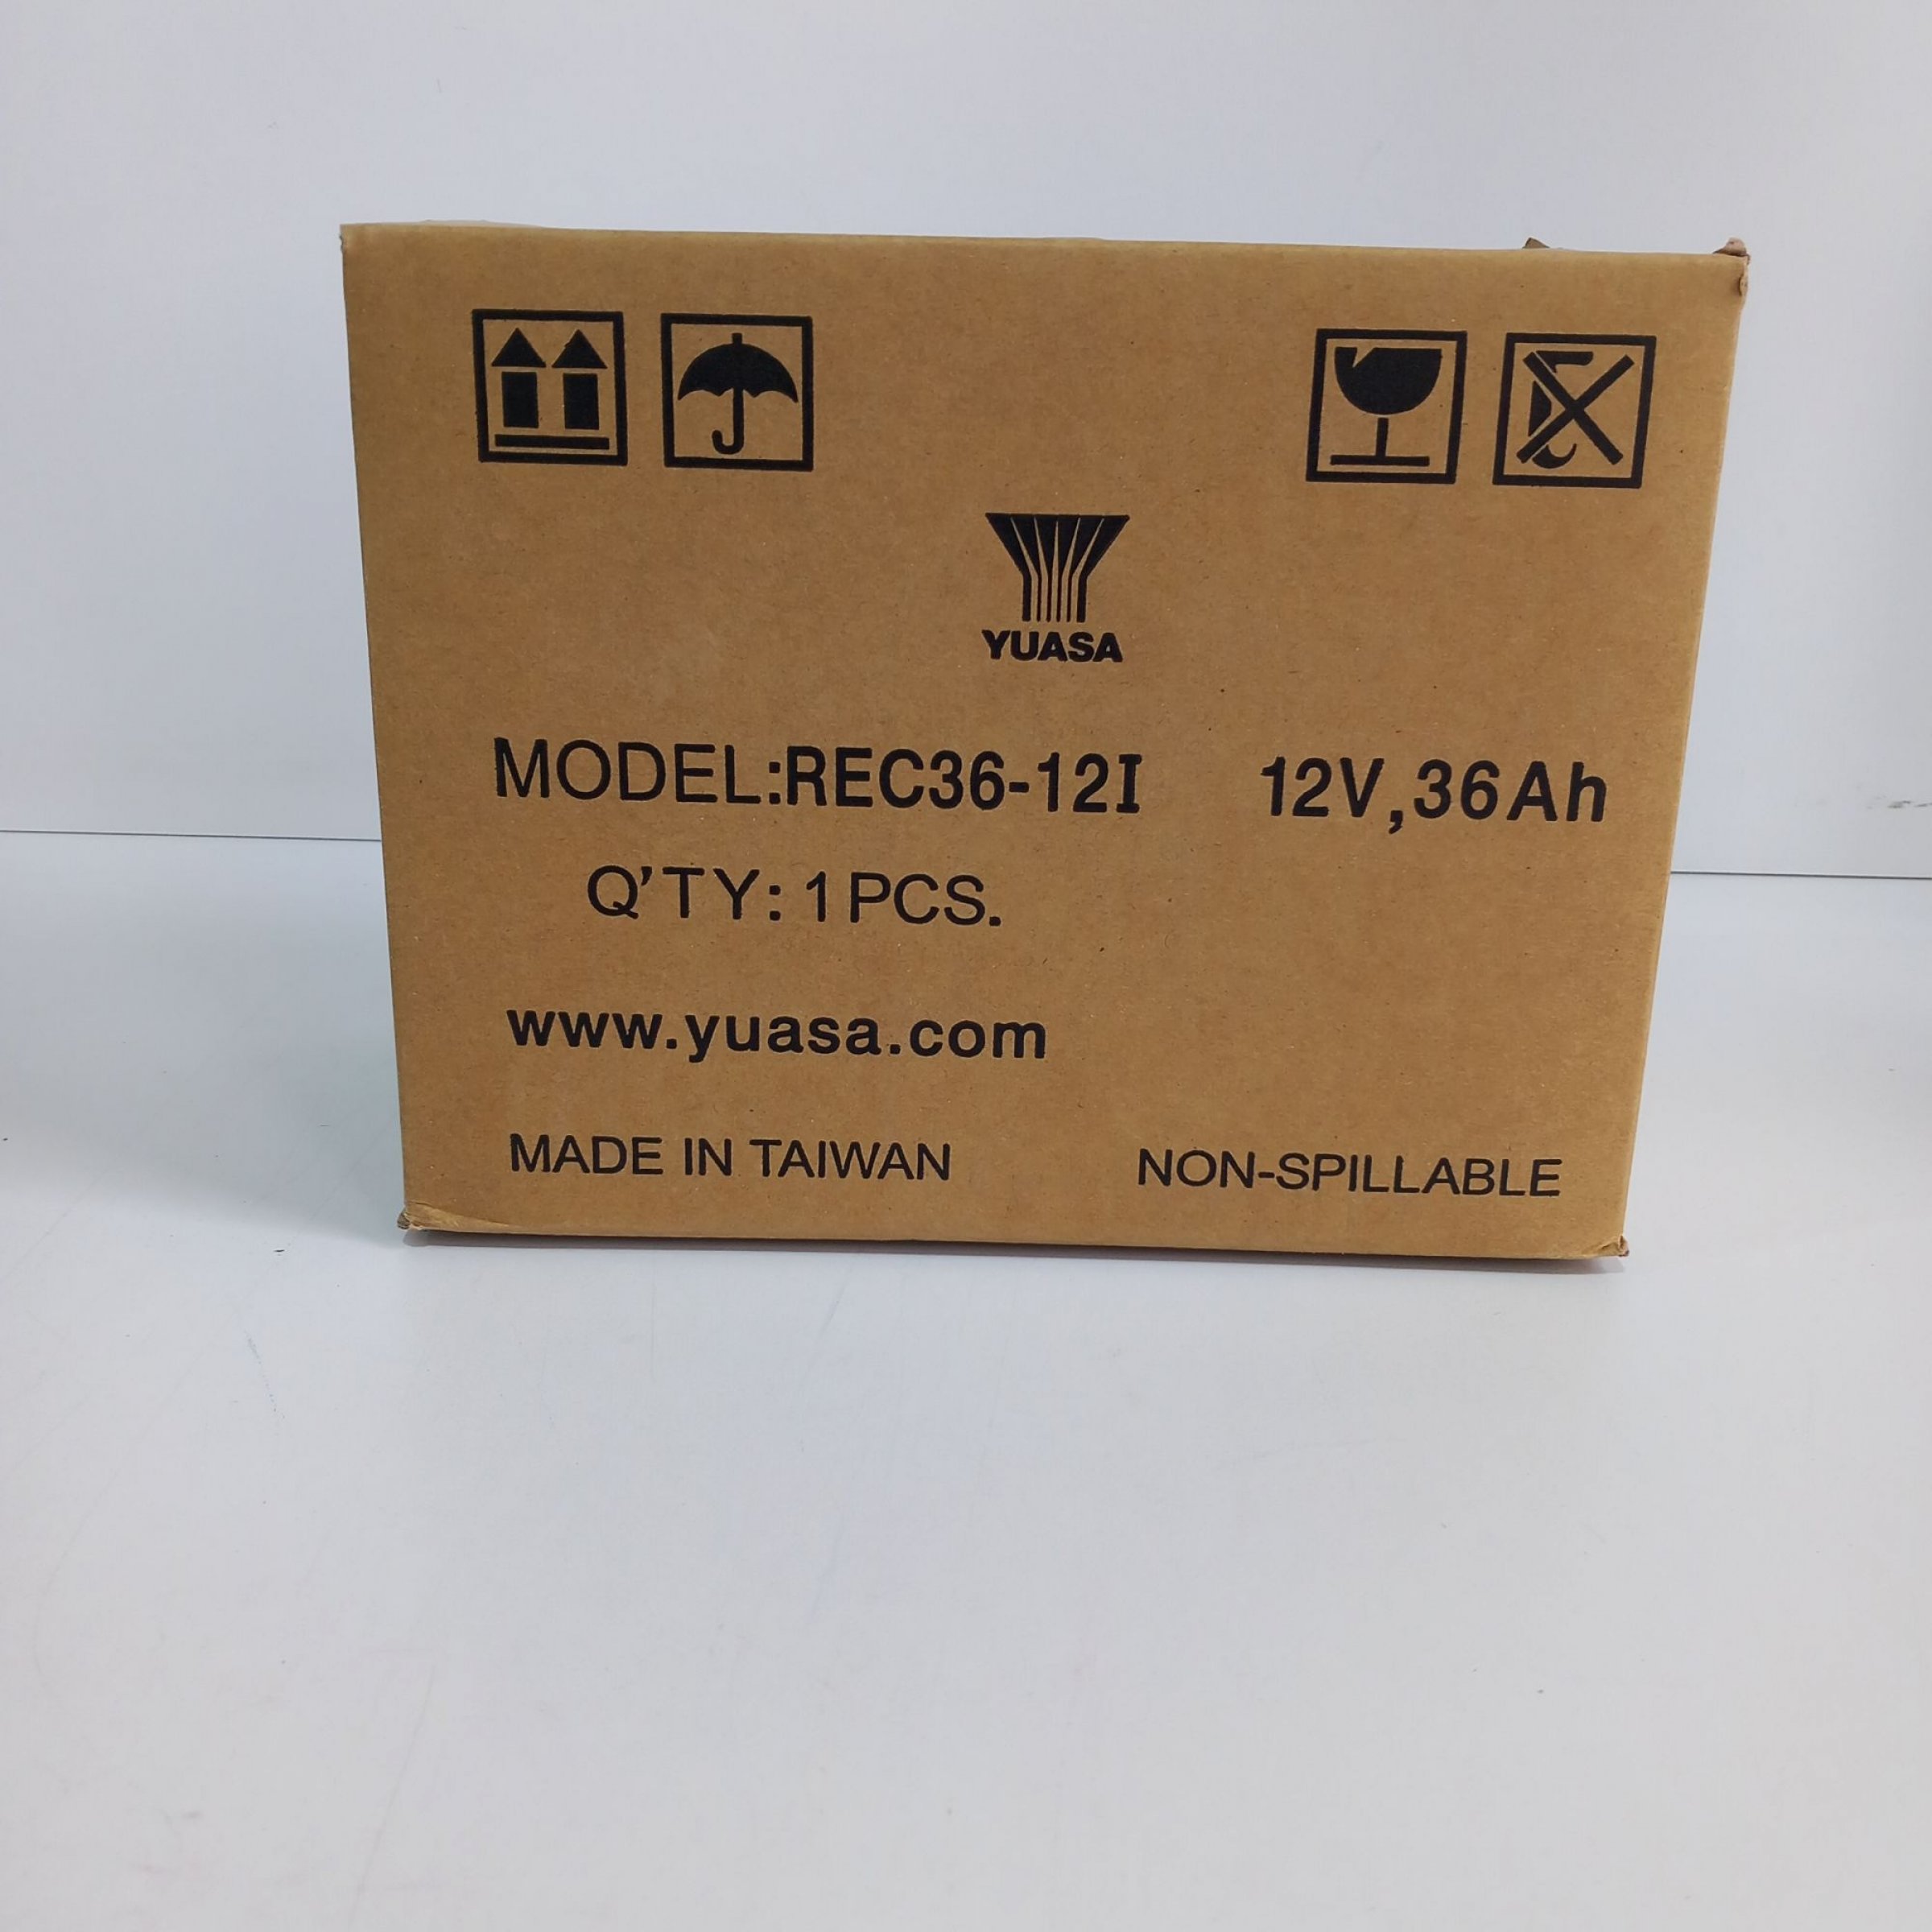 YUASA
MODEL:REC36-12I 12V,36Ah
Q'TY: 1PCS.
www.yuasa.com
MADE IN TAIWAN NON-SPILLABLE